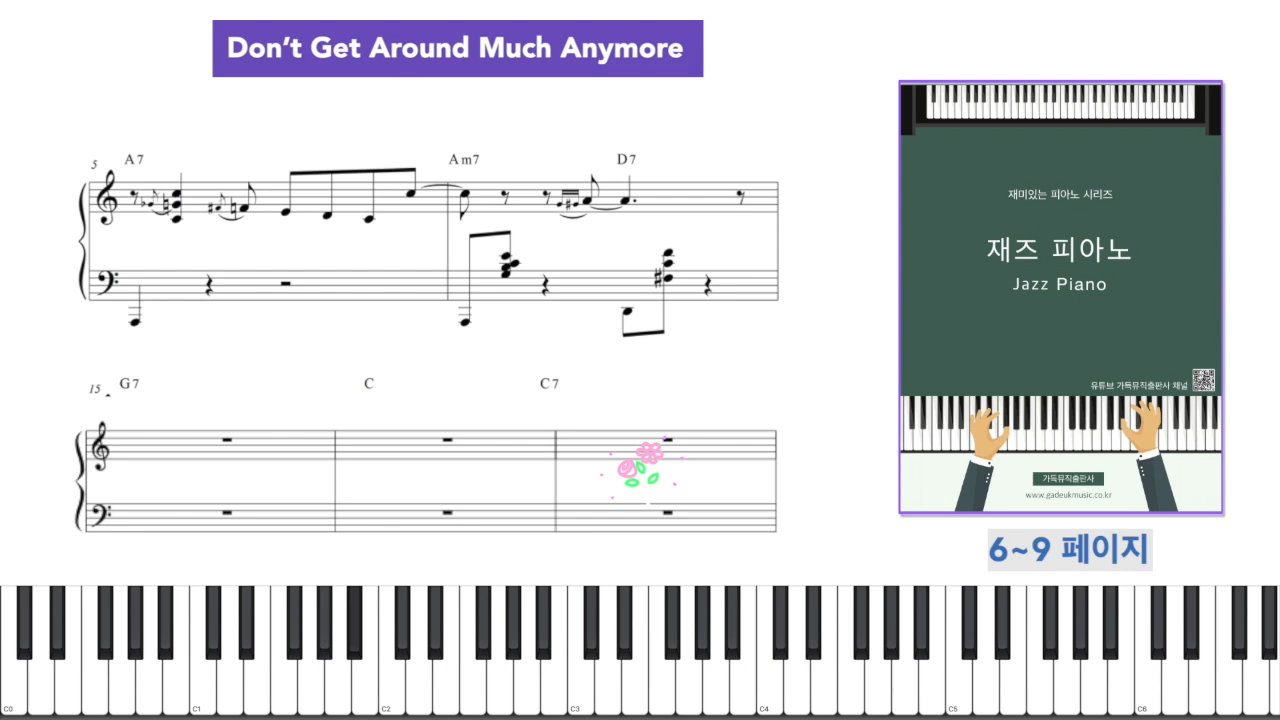 Don't Get Around Much Anymore
5
A7
Am7
D7
15
G7
C
C7
재미있는 피아노 시리즈
재즈 피아노
Jazz Piano
유튜브 가득뮤직출판사 채널
가득뮤직출판사
www.gadeukmusic.co.kr
6~9 페이지
C0
C1
C2
C3
C4
C5
C6